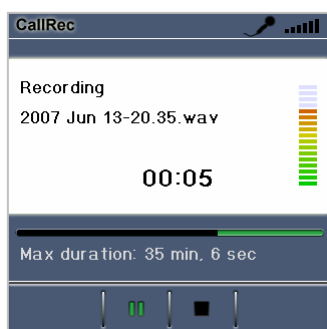 CallRec
Recording
2007 Jun 13-20.35.wav
00:05
Max duration: 35 min, 6 sec